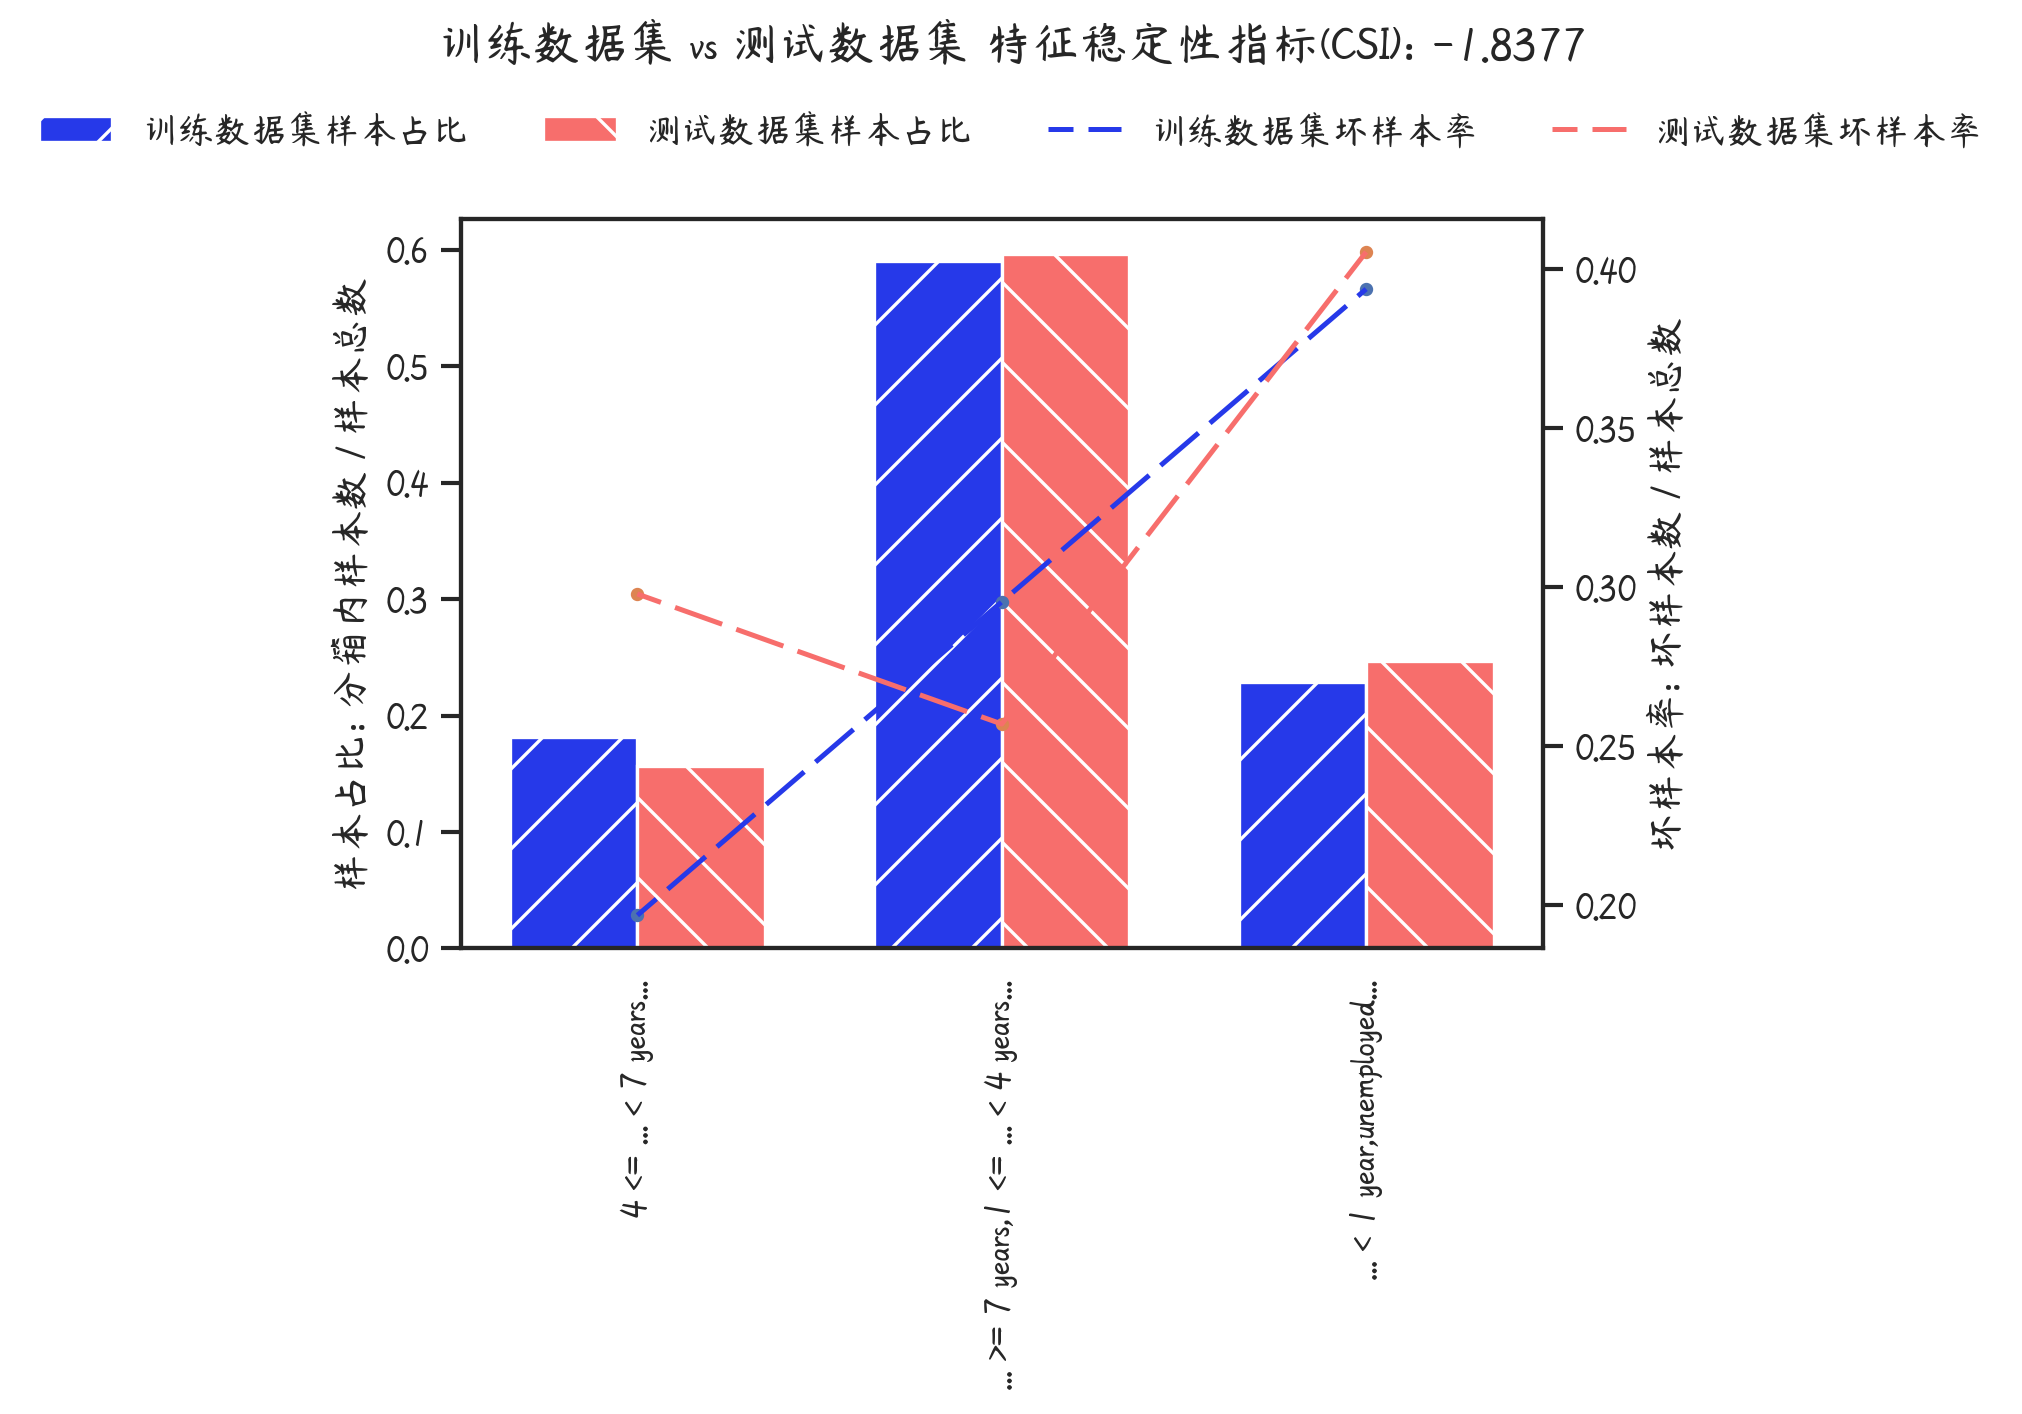 训练数据集 vs 测试数据集 特征稳定性指标(CSI): -1.8377
训练数据集样本占比
测试数据集样本占比
训练数据集坏样本率
测试数据集坏样本率
样本占比: 分箱内样本数 / 样本总数
0.6
0.5
0.4
0.3
0.2
0.1
0.0
0.40
0.35
0.30
0.25
0.20
坏样本率: 坏样本数 / 样本总数
4 <= ... < 7 years....
... >= 7 years,1 <= ... < 4 years....
... < 1 year,unemployed....